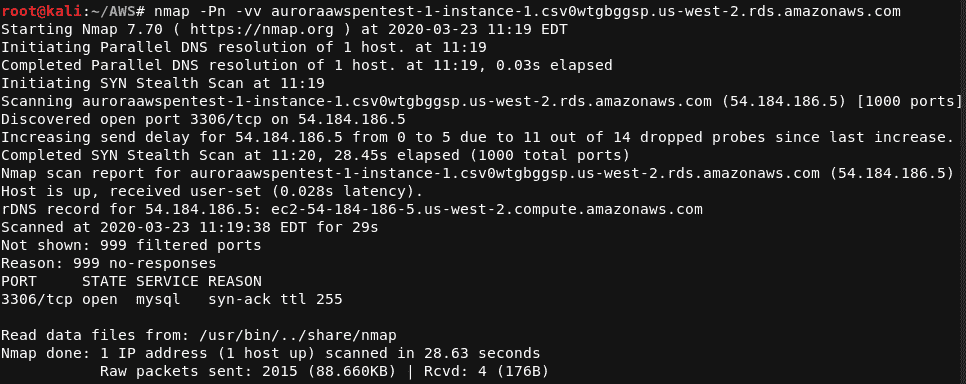 root@kali:~/AWS# nmap -Pn -vv auroraawspentest-1-instance-1.csv0wtgbggsp.us-west-2.rds.amazonaws.com
Starting Nmap 7.70 ( https://nmap.org ) at 2020-03-23 11:19 EDT
Initiating Parallel DNS resolution of 1 host. at 11:19
Completed Parallel DNS resolution of 1 host. at 11:19, 0.03s elapsed
Initiating SYN Stealth Scan at 11:19
Scanning auroraawspentest-1-instance-1.csv0wtgbggsp.us-west-2.rds.amazonaws.com (54.184.186.5) [1000 ports]
Discovered open port 3306/tcp on 54.184.186.5
Increasing send delay for 54.184.186.5 from 0 to 5 due to 11 out of 14 dropped probes since last increase.
Completed SYN Stealth Scan at 11:20, 28.45s elapsed (1000 total ports)
Nmap scan report for auroraawspentest-1-instance-1.csv0wtgbggsp.us-west-2.rds.amazonaws.com (54.184.186.5)
Host is up, received user-set (0.028s latency).
rDNS record for 54.184.186.5: ec2-54-184-186-5.us-west-2.compute.amazonaws.com
Scanned at 2020-03-23 11:19:38 EDT for 29s
Not shown: 999 filtered ports
Reason: 999 no-responses
PORT     STATE SERVICE REASON
3306/tcp open  mysql   syn-ack ttl 255

Read data files from: /usr/bin/../share/nmap
Nmap done: 1 IP address (1 host up) scanned in 28.63 seconds
           Raw packets sent: 2015 (88.660KB) | Rcvd: 4 (176B)